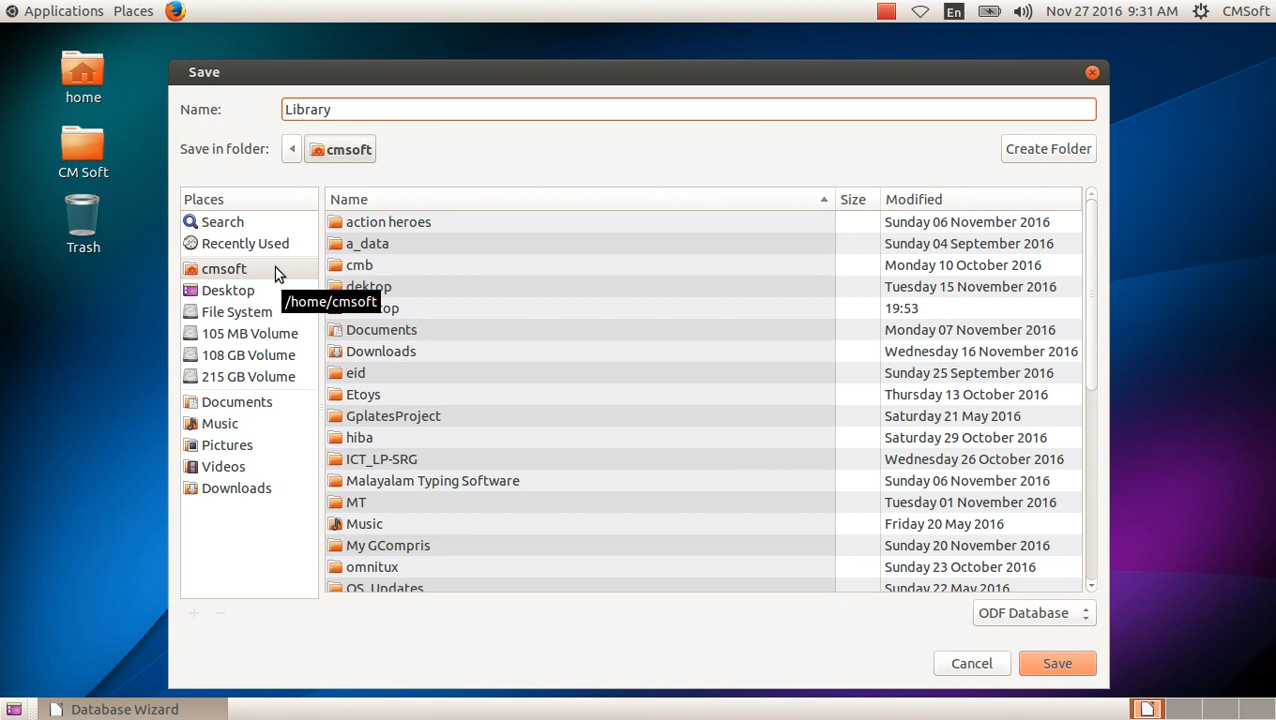 Applications Places En Nov 27 2016 9:31 AM CMSoft
home
CM Soft
Trash
Save
Name: Library
Save in folder: cmsoft Create Folder
Places
Search
Recently Used
cmsoft
Desktop
File System
105 MB Volume
108 GB Volume
215 GB Volume
Documents
Music
Pictures
Videos
Downloads
/home/cmsoft
Name Size Modified
action heroes Sunday 06 November 2016
a_data Sunday 04 September 2016
cmb Monday 10 October 2016
dektop Tuesday 15 November 2016
19:53
Documents Monday 07 November 2016
Downloads Wednesday 16 November 2016
eid Sunday 25 September 2016
Etoys Thursday 13 October 2016
GplatesProject Saturday 21 May 2016
hiba Saturday 29 October 2016
ICT_LP-SRG Wednesday 26 October 2016
Malayalam Typing Software Sunday 06 November 2016
MT Tuesday 01 November 2016
Music Friday 20 May 2016
My GCompris Sunday 20 November 2016
omnitux Sunday 23 October 2016
OS_Updates Sunday 22 May 2016
ODF Database
Cancel Save
Database Wizard